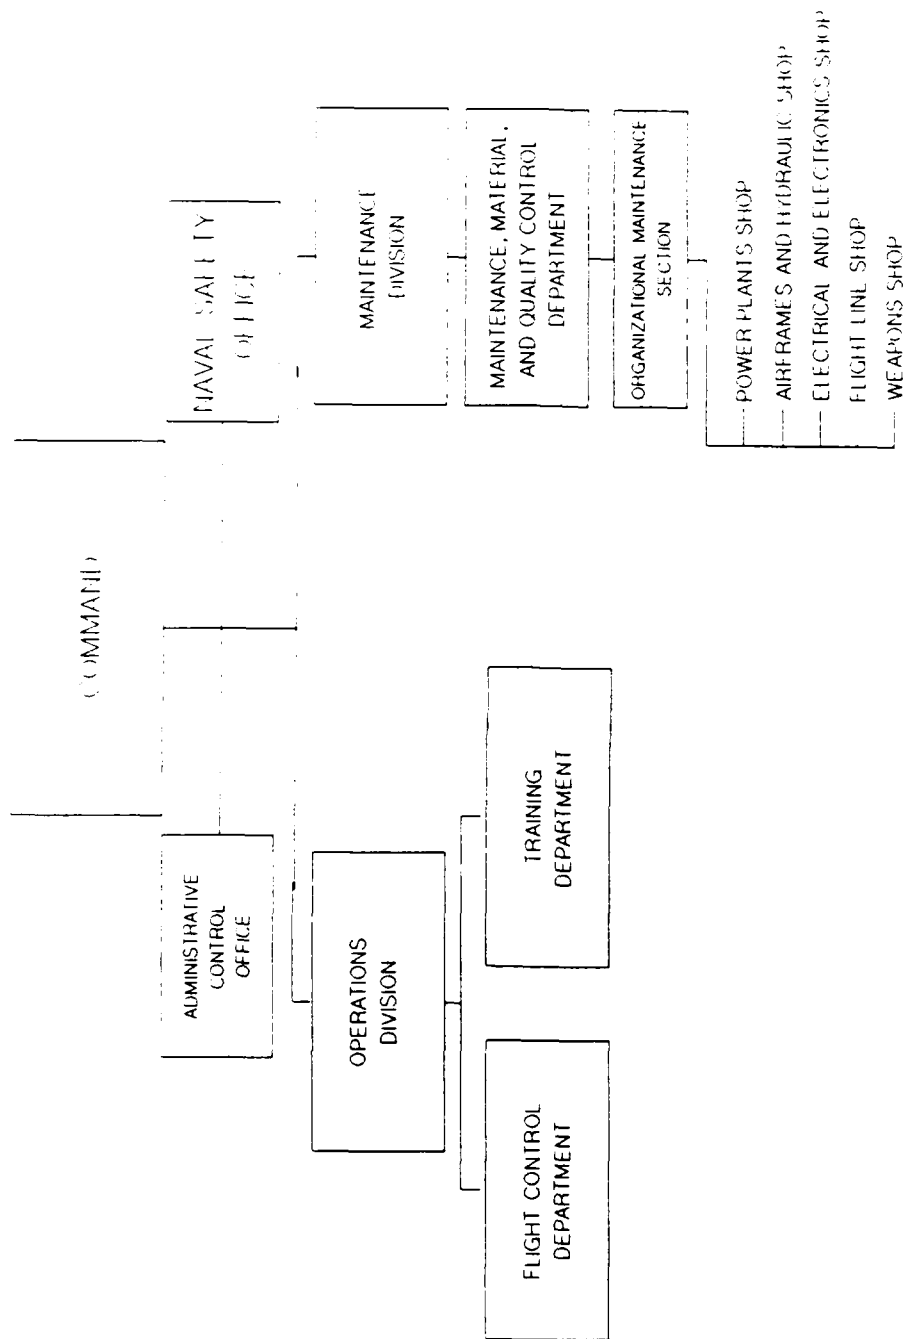 COMMAND
ADMINISTRATIVE
CONTROL
OFFICE
NAVAL SAFETY
OFFICE
OPERATIONS
DIVISION
MAINTENANCE
DIVISION
FLIGHT CONTROL
DEPARTMENT
TRAINING
DEPARTMENT
MAINTENANCE, MATERIAL,
AND QUALITY CONTROL
DEPARTMENT
ORGANIZATIONAL MAINTENANCE
SECTION
POWER PLANTS SHOP
AIRFRAMES AND HYDRAULIC SHOP
ELECTRICAL AND ELECTRONICS SHOP
FLIGHT LINE SHOP
WEAPONS SHOP